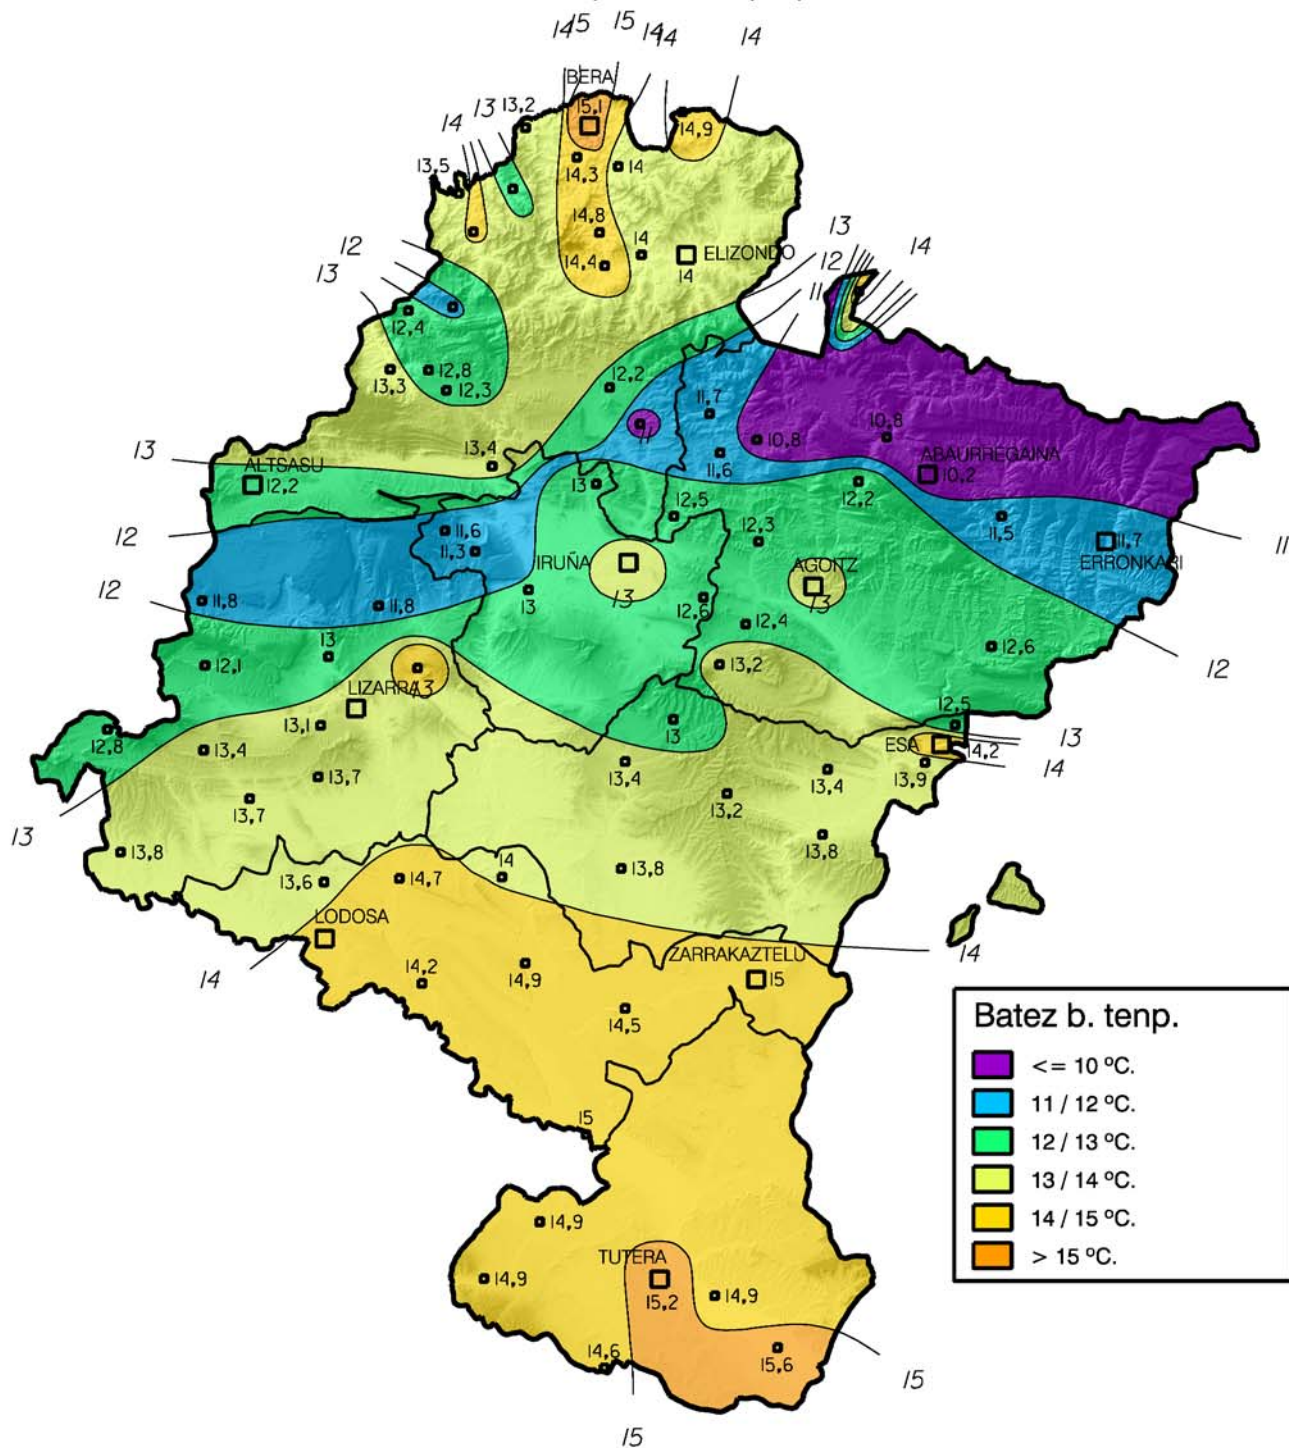 14 15 15 14 14 14
BERA
13,2 15,1 14,9
14 13
13,5 14,3 14
14,8
14
14,4 14 ELIZONDO
12 13
12 14
13 11
12,4
13,3 12,8 12,2
12,3
11,7
11 10,8 10,8
13 13,4
ALTSASU ABAURREGAINA
12,2 11,6 10,2
13 12,2
12,5
12 11,6 12,3 11,5 11,7 11
11,3 IRUÑA AGOITZ ERRONKARI
12 11,8 11,8 13 13 12,6 13
12,4
13 12,6 12
12,1 13,2
13
LIZARRA
13,1 13 12,5
12,8 13,4 ESA 14,2 13
13,4 13,4 13,9 14
13,7
13,7 13,2
13 13,8 13,8
14 13,8
13,6 14,7
LODOSA
14 ZARRAKAZTELU 14
14,2 14,9 15
14,5
Batez b. tenp.
<= 10 ºC.
11 / 12 ºC.
12 / 13 ºC.
13 / 14 ºC.
14 / 15 ºC.
> 15 ºC.
15
14,9
TUTERA
14,9 15,2 14,9
14,6 15,6
15
15